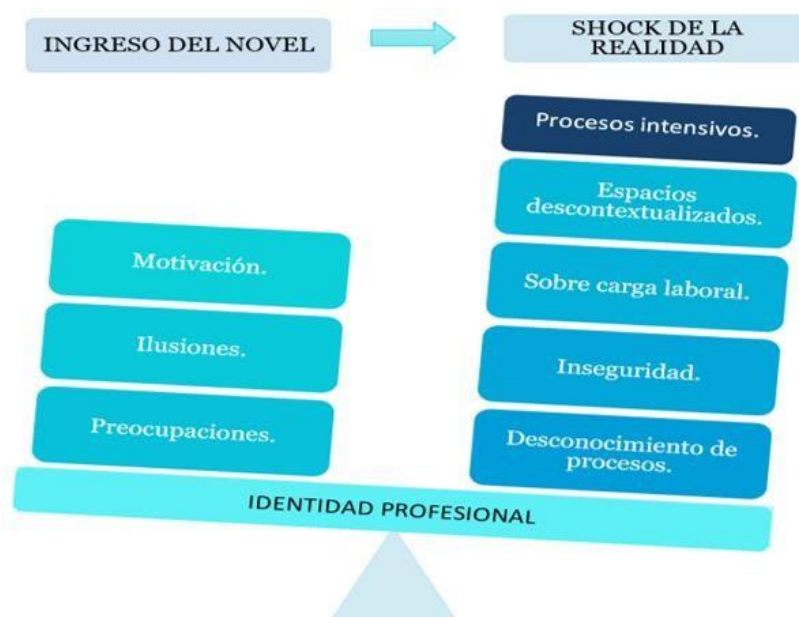 INGRESO DEL NOVEL
SHOCK DE LA
REALIDAD
Motivación.
Ilusiones.
Preocupaciones.
Procesos intensivos.
Espacios
descontextualizados.
Sobre carga laboral.
Inseguridad.
Desconocimiento de
procesos.
IDENTIDAD PROFESIONAL